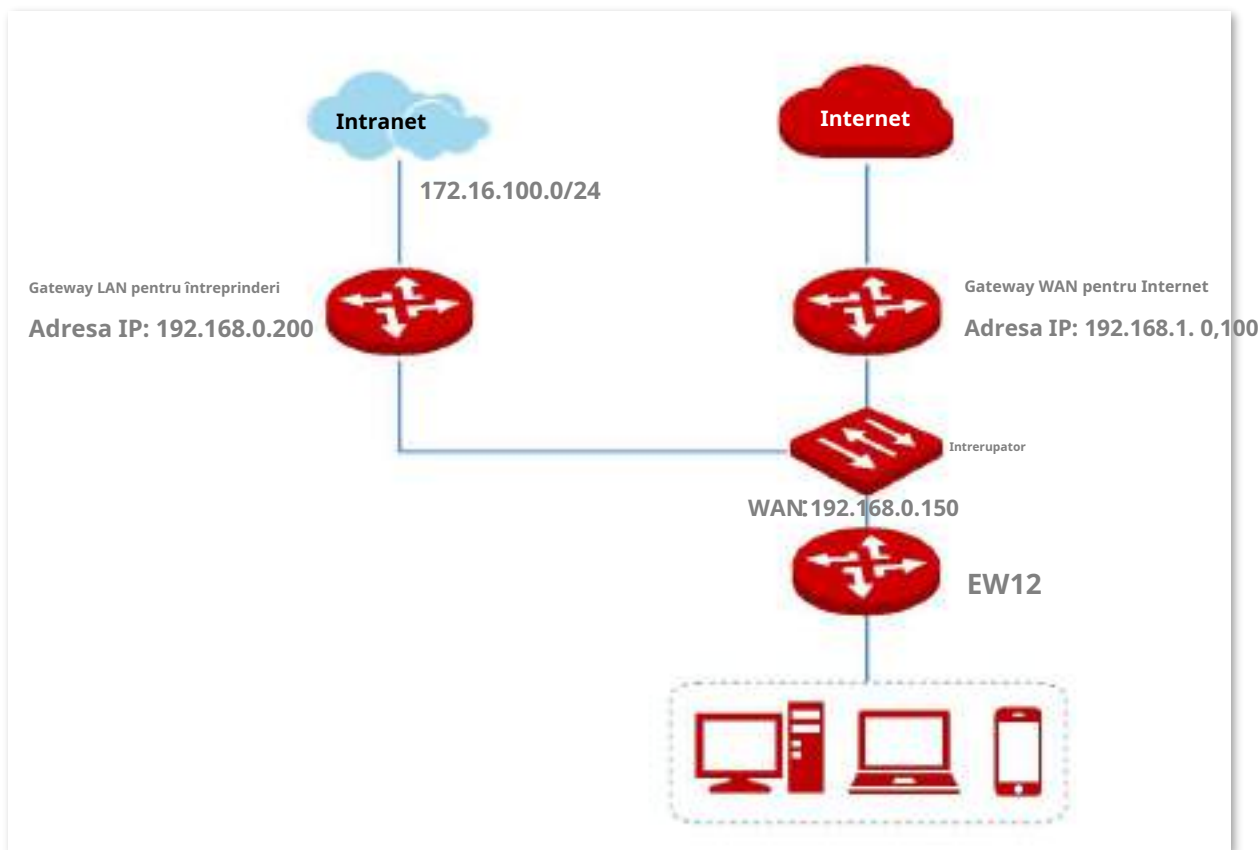 Intranet
Internet
172.16.100.0/24
Gateway LAN pentru întreprinderi
Adresa IP: 192.168.0.200
Gateway WAN pentru Internet
Adresa IP: 192.168.1. 0,100
Intrerupator
WAN:192.168.0.150
EW12